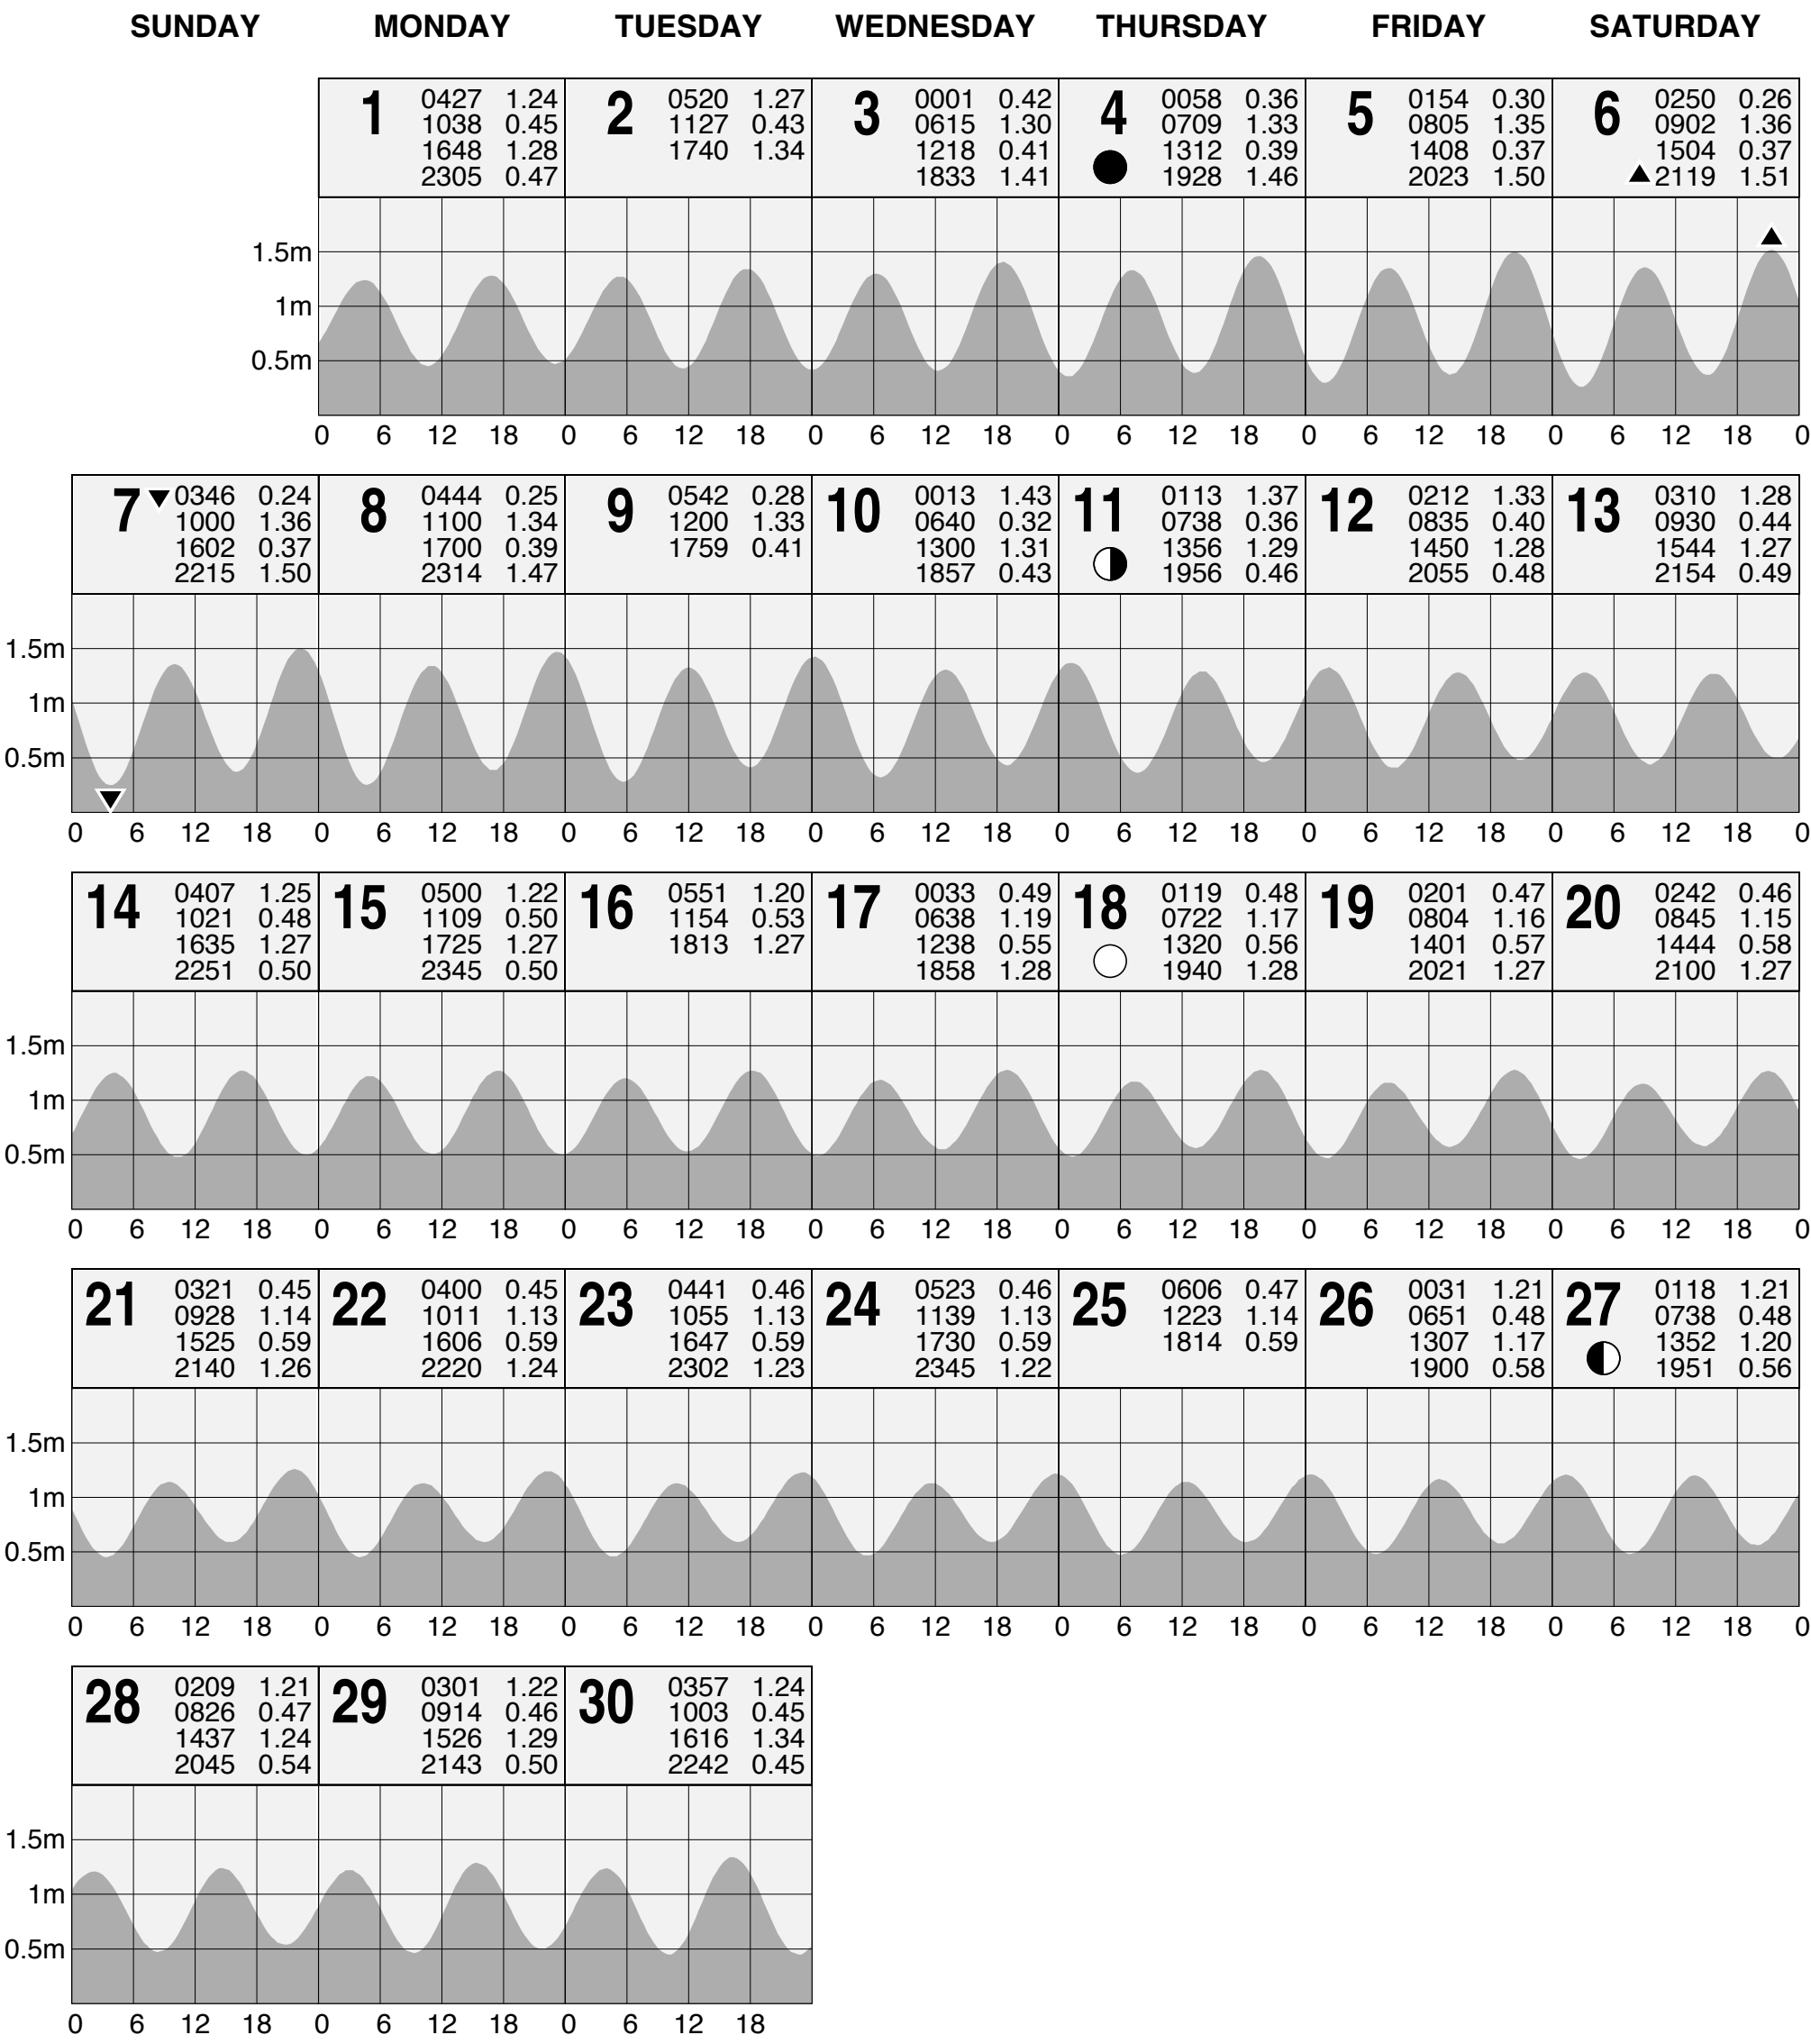 SUNDAY MONDAY TUESDAY WEDNESDAY THURSDAY FRIDAY SATURDAY
1 0427 1.24 2 0520 1.27 3 0001 0.42 4 0058 0.36 5 0154 0.30 6 0250 0.26
1038 0.45 1127 0.43 0615 1.30 0709 1.33 0805 1.35 0902 1.36
1648 1.28 1740 1.34 1218 0.41 1312 0.39 1408 0.37 1504 0.37
2305 0.47 1833 1.41 1928 1.46 2023 1.50 2119 1.51
1.5m
1m
0.5m
0 6 12 18 0 6 12 18 0 6 12 18 0 6 12 18 0 6 12 18 0 6 12 18 0
7 0346 0.24 8 0444 0.25 9 0542 0.28 10 0013 1.43 11 0113 1.37 12 0212 1.33 13 0310 1.28
1000 1.36 1100 1.34 1200 1.33 0640 0.32 0738 0.36 0835 0.40 0930 0.44
1602 0.37 1700 0.39 1759 0.41 1300 1.31 1356 1.29 1450 1.28 1544 1.27
2215 1.50 2314 1.47 1857 0.43 1956 0.46 2055 0.48 2154 0.49
1.5m
1m
0.5m
0 6 12 18 0 6 12 18 0 6 12 18 0 6 12 18 0 6 12 18 0 6 12 18 0 6 12 18 0
14 0407 1.25 15 0500 1.22 16 0551 1.20 17 0033 0.49 18 0119 0.48 19 0201 0.47 20 0242 0.46
1021 0.48 1109 0.50 1154 0.53 0638 1.19 0722 1.17 0804 1.16 0845 1.15
1635 1.27 1725 1.27 1813 1.27 1238 0.55 1320 0.56 1401 0.57 1444 0.58
2251 0.50 2345 0.50 1858 1.28 1940 1.28 2021 1.27 2100 1.27
1.5m
1m
0.5m
0 6 12 18 0 6 12 18 0 6 12 18 0 6 12 18 0 6 12 18 0 6 12 18 0 6 12 18 0
21 0321 0.45 22 0400 0.45 23 0441 0.46 24 0523 0.46 25 0606 0.47 26 0031 1.21 27 0118 1.21
0928 1.14 1011 1.13 1055 1.13 1139 1.13 1223 1.14 0651 0.48 0738 0.48
1525 0.59 1606 0.59 1647 0.59 1730 0.59 1814 0.59 1307 1.17 1352 1.20
2140 1.26 2220 1.24 2302 1.23 2345 1.22 1900 0.58 1951 0.56
1.5m
1m
0.5m
0 6 12 18 0 6 12 18 0 6 12 18 0 6 12 18 0 6 12 18 0 6 12 18 0 6 12 18 0
28 0209 1.21 29 0301 1.22 30 0357 1.24
0826 0.47 0914 0.46 1003 0.45
1437 1.24 1526 1.29 1616 1.34
2045 0.54 2143 0.50 2242 0.45
1.5m
1m
0.5m
0 6 12 18 0 6 12 18 0 6 12 18